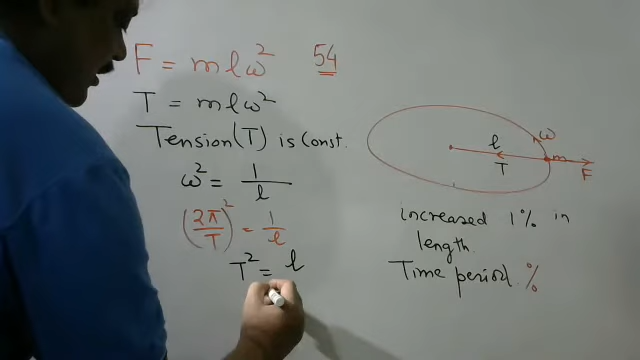 F = mlω² 54
T = mlω²
Tension(T) is const.
ω² = 1/l
(2π/T)² = 1/l
T² = l
ω
l
m
T
F
increased 1% in
length.
Time period. %